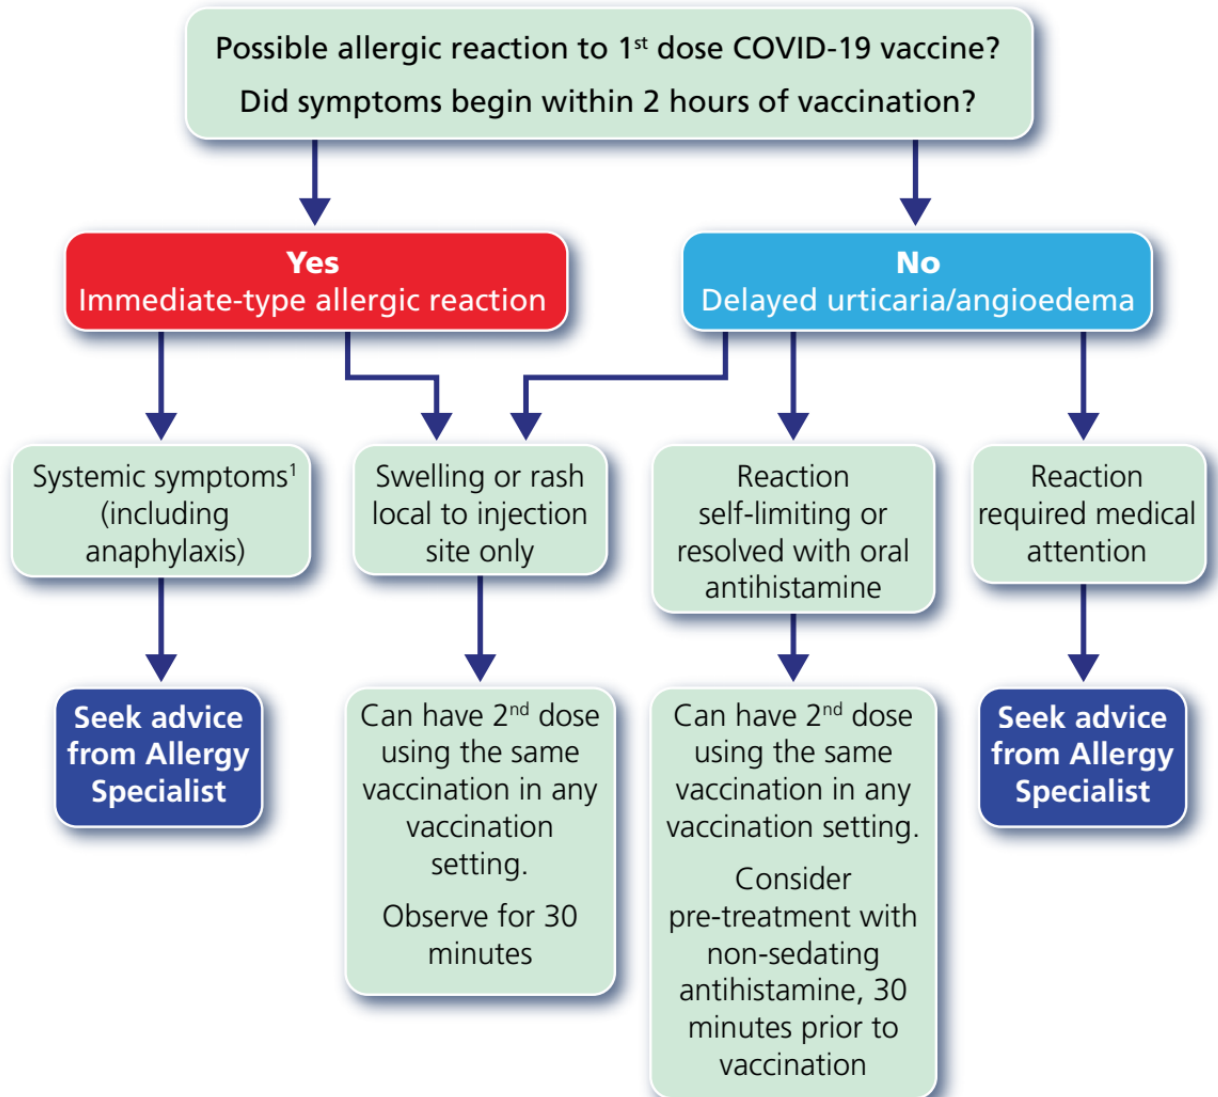 Possible allergic reaction to 1st dose COVID-19 vaccine?
Did symptoms begin within 2 hours of vaccination?
Yes
Immediate-type allergic reaction
No
Delayed urticaria/angioedema
Systemic symptoms1
(including
anaphylaxis)
Swelling or rash
local to injection
site only
Reaction
self-limiting or
resolved with oral
antihistamine
Reaction
required medical
attention
Seek advice
from Allergy
Specialist
Can have 2nd dose
using the same
vaccination in any
vaccination
setting.
Observe for 30
minutes
Can have 2nd dose
using the same
vaccination in any
vaccination setting.
Consider
pre-treatment with
non-sedating
antihistamine, 30
minutes prior to
vaccination
Seek advice
from Allergy
Specialist